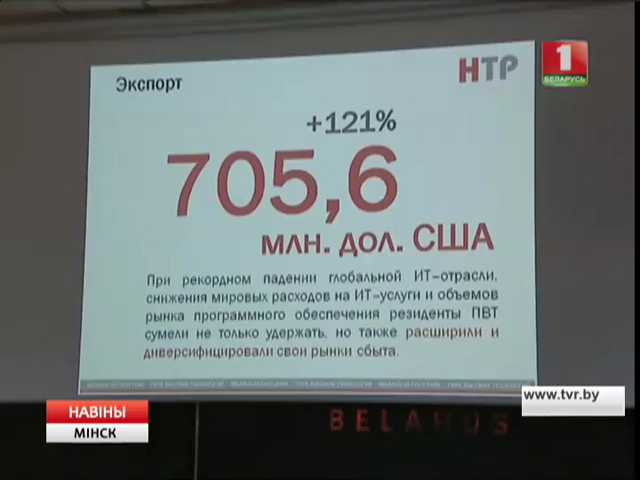 Экспорт
НТР
1
БЕЛАРУСЬ
+121%
705,6
млн. дол. США
При рекордном падении глобальной ИТ-отрасли,
снижения мировых расходов на ИТ-услуги и объемов
рынка программного обеспечения резиденты ПВТ
сумели не только удержать, но также расширили и
диверсифицировали свои рынки сбыта.
www.tvr.by
НАВІНЫ
МІНСК
BELARUS